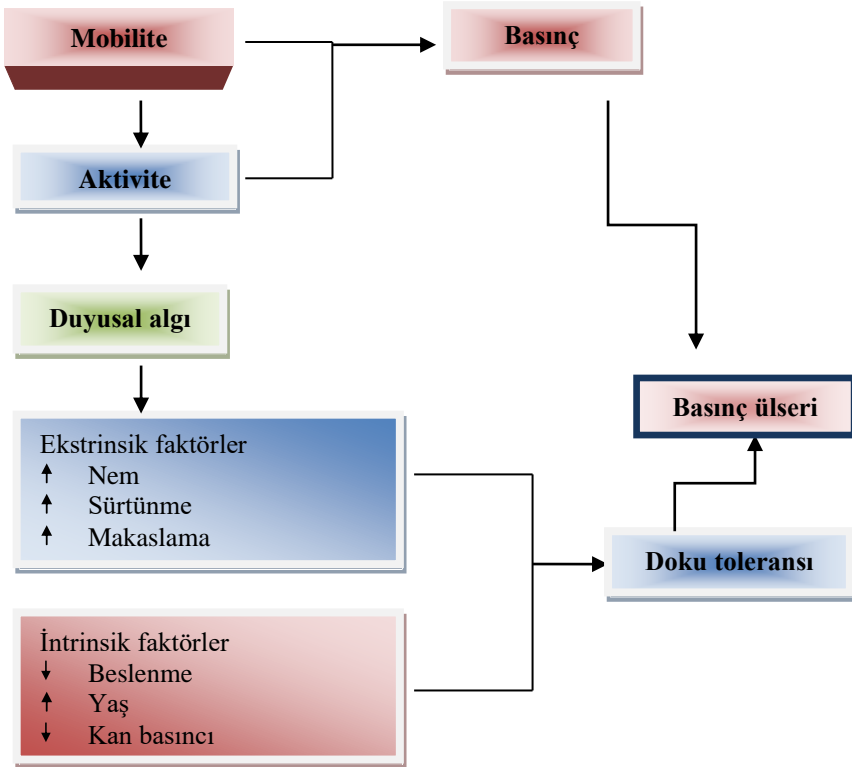 Mobilite
Basınç
Aktivite
Duyusal algı
Basınç ülseri
Ekstrinsik faktörler
↑ Nem
↑ Sürtünme
↑ Makaslama
Doku toleransı
İntrinsik faktörler
↓ Beslenme
↑ Yaş
↓ Kan basıncı